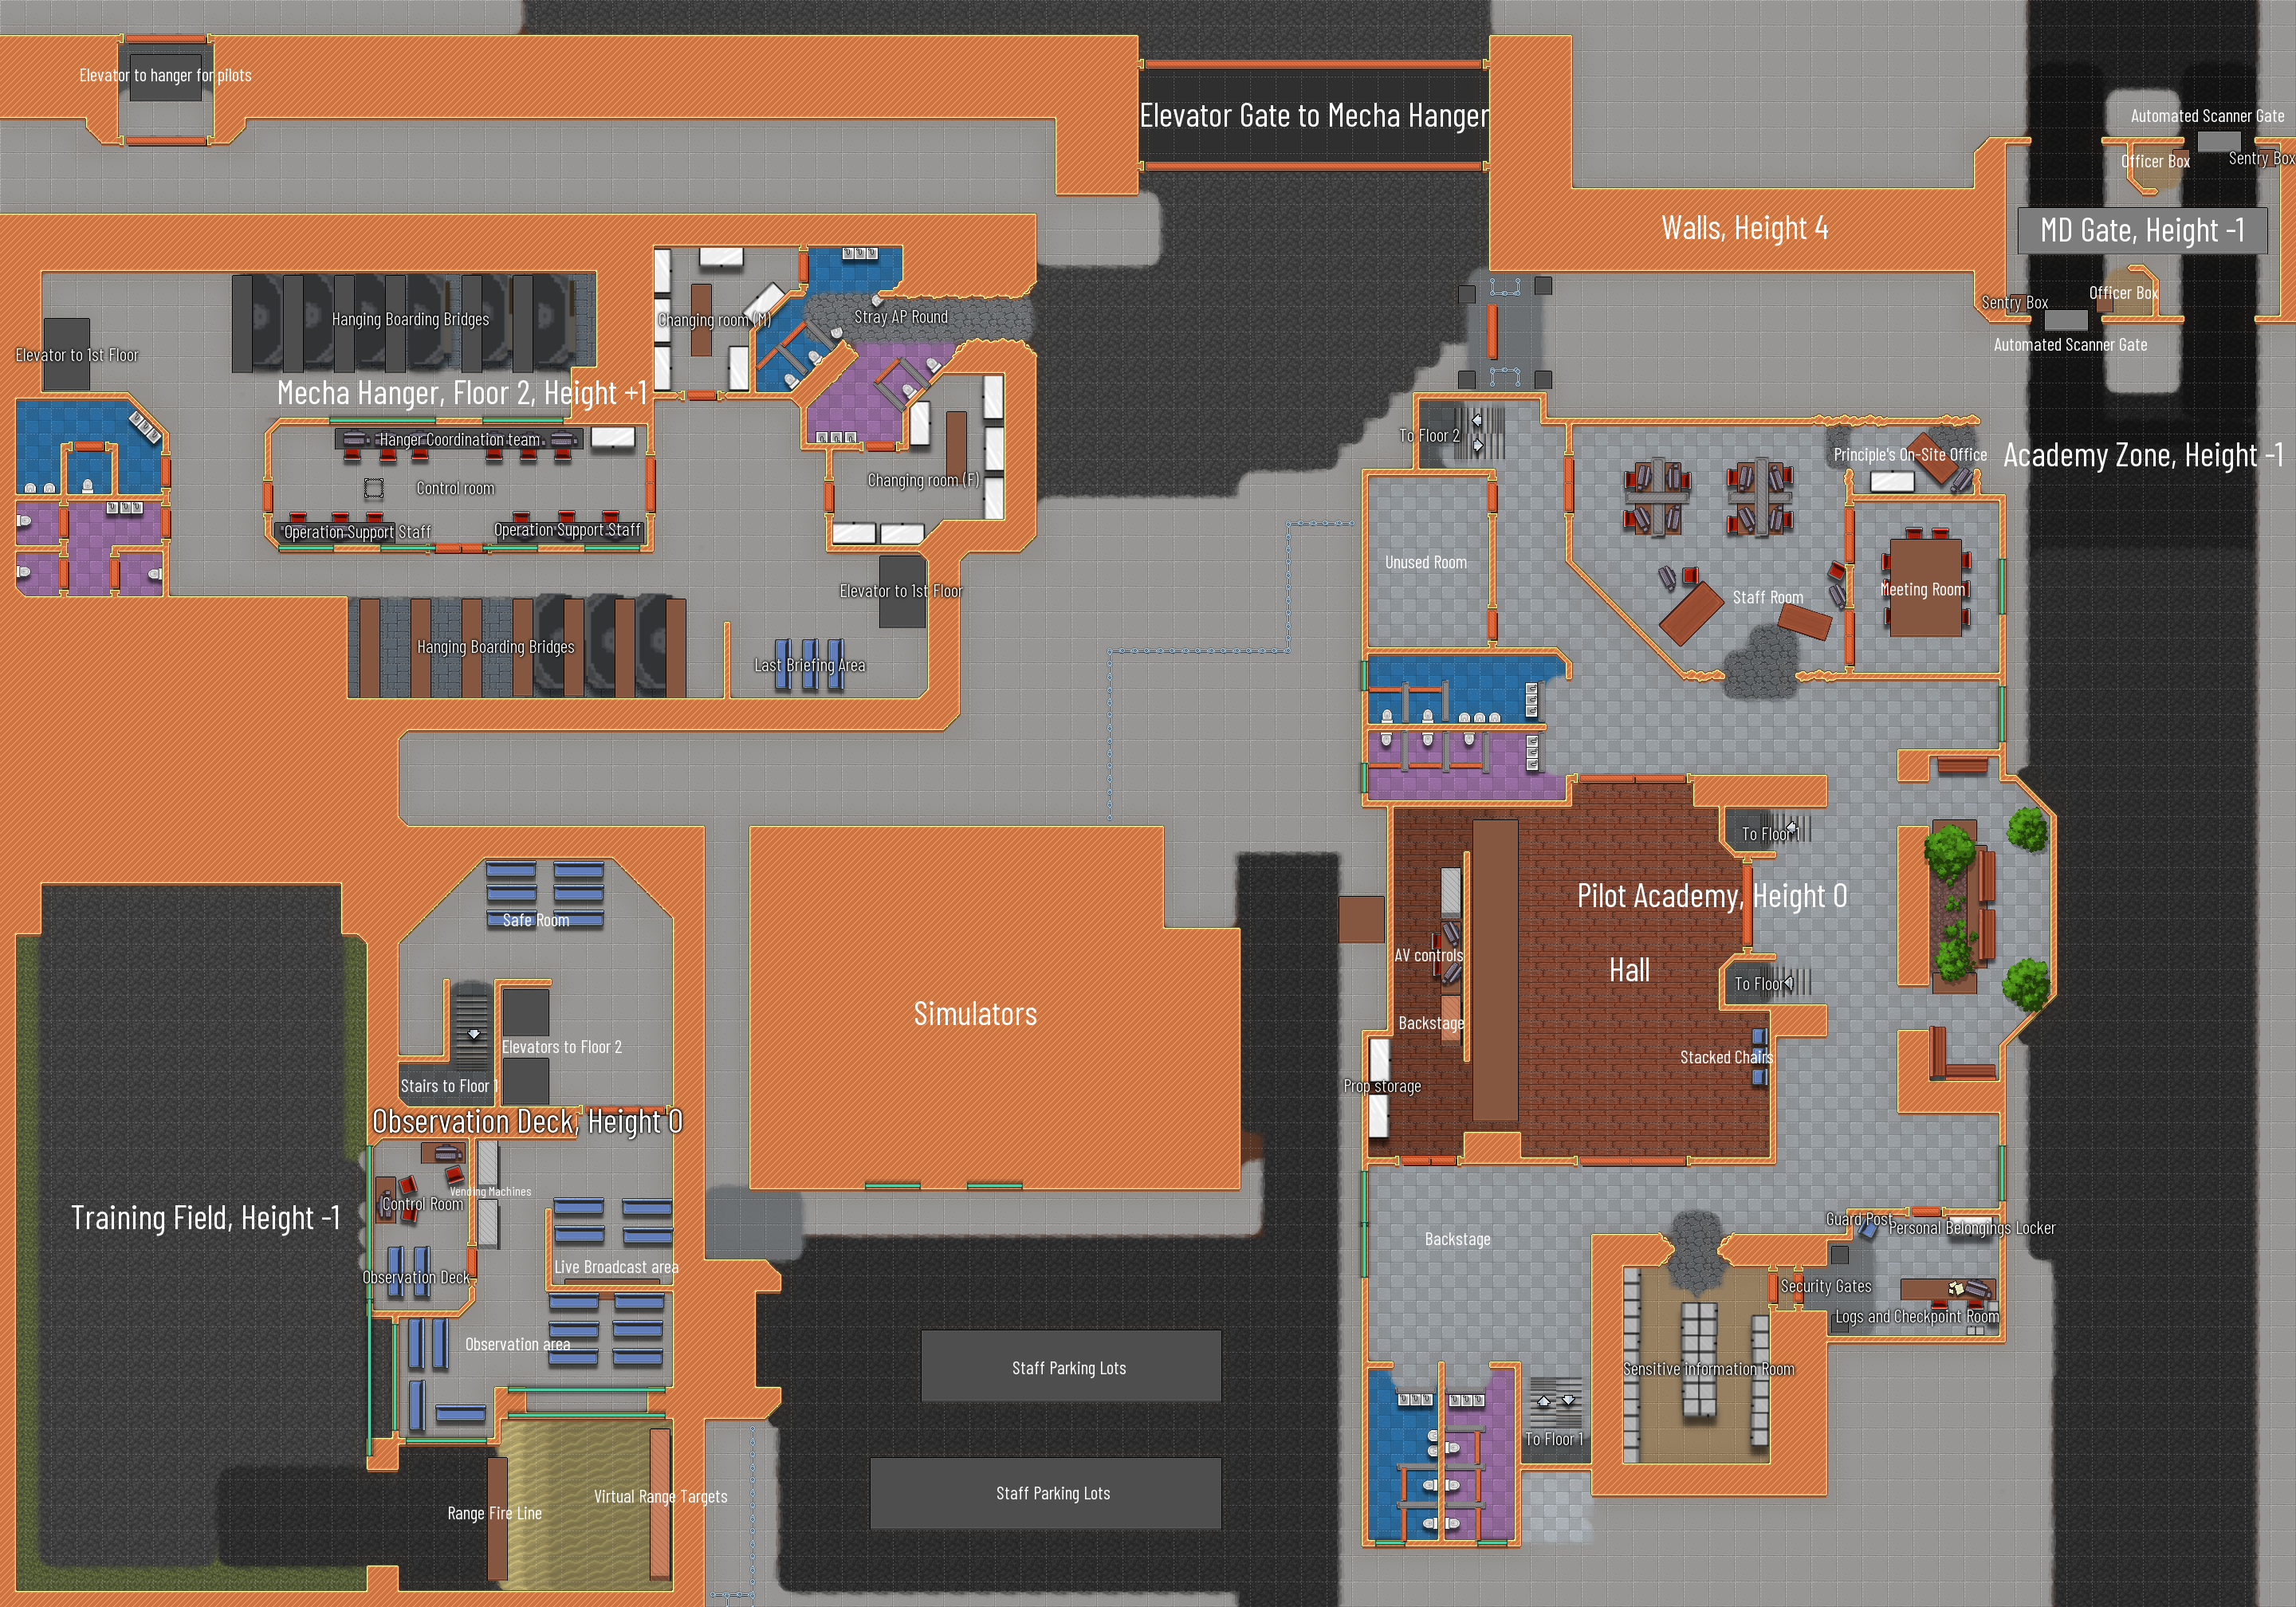 Elevator to hanger for pilots
Elevator Gate to Mecha Hanger
Automated Scanner Gate
Officer Box
Sentry Box
Walls, Height 4
MD Gate, Height -1
Officer Box
Sentry Box
Automated Scanner Gate
Hanging Boarding Bridges
Changing room (M)
Stray AP Round
Elevator to 1st Floor
Mecha Hanger, Floor 2, Height +1
Hanger Coordination team
Control room
Changing room (F)
Operation Support Staff
Operation Support Staff
To Floor 2
Principle's On-Site Office
Academy Zone, Height -1
Unused Room
Staff Room
Meeting Room
Elevator to 1st Floor
Hanging Boarding Bridges
Last Briefing Area
To Floor 1
Pilot Academy, Height 0
Safe Room
AV controls
Hall
To Floor
Simulators
Backstage
Elevators to Floor 2
Stacked Chairs
Stairs to Floor 1
Prop storage
Observation Deck, Height 0
Vending Machines
Control Room
Training Field, Height -1
Guard Post
Personal Belongings Locker
Backstage
Live Broadcast area
Observation Deck
Security Gates
Logs and Checkpoint Room
Observation area
Staff Parking Lots
Sensitive information Room
To Floor 1
Staff Parking Lots
Virtual Range Targets
Range Fire Line